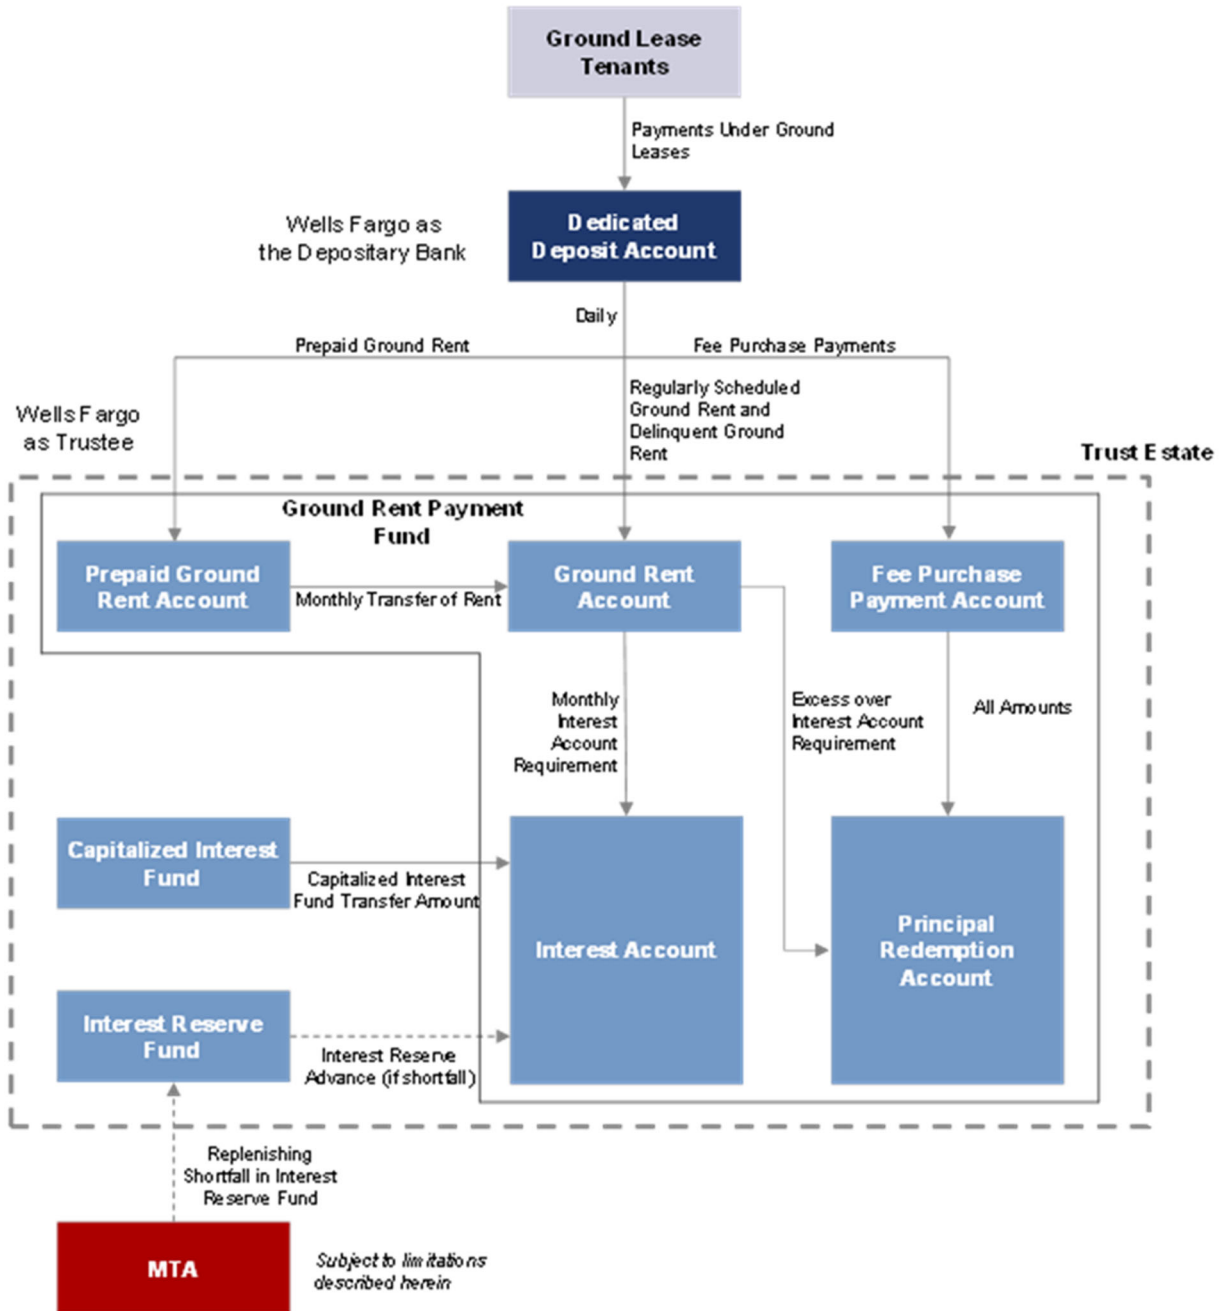 Ground Lease
Tenants
Payments Under Ground
Leases
Wells Fargo as
the Depositary Bank
Dedicated
Deposit Account
Daily
Prepaid Ground Rent
Fee Purchase Payments
Wells Fargo
as Trustee
Regularly Scheduled
Ground Rent and
Delinquent Ground
Rent
Trust Estate
Ground Rent Payment
Fund
Prepaid Ground
Rent Account
Monthly Transfer of Rent
Ground Rent
Account
Fee Purchase
Payment Account
Monthly
Interest
Account
Requirement
Excess over
Interest Account
Requirement
All Amounts
Capitalized Interest
Fund
Capitalized Interest
Fund Transfer Amount
Interest Account
Principal
Redemption
Account
Interest Reserve
Fund
Interest Reserve
Advance (if shortfall)
Replenishing
Shortfall in Interest
Reserve Fund
MTA
Subject to limitations
described herein